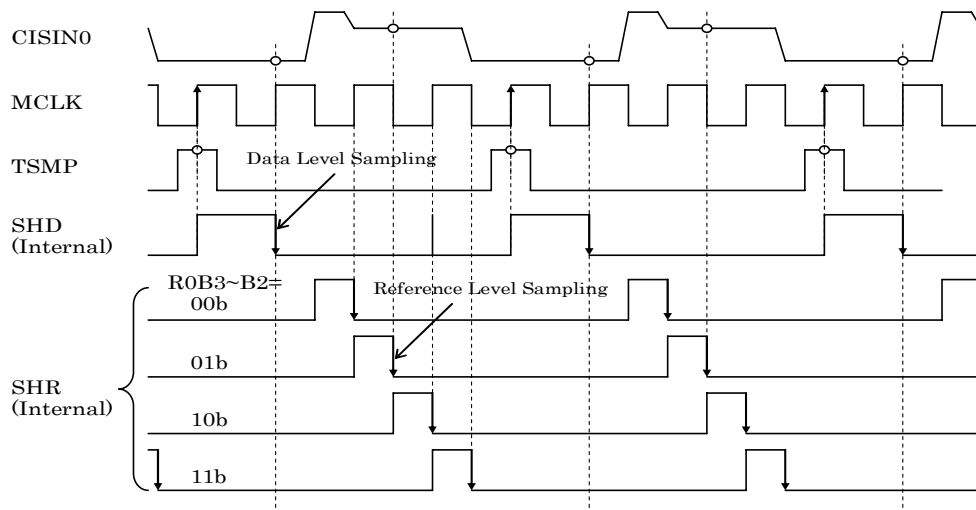 CISIN0
MCLK
TSMP
Data Level Sampling
SHD
(Internal)
R0B3~B2=
00b
Reference Level Sampling
01b
SHR
(Internal)
10b
11b